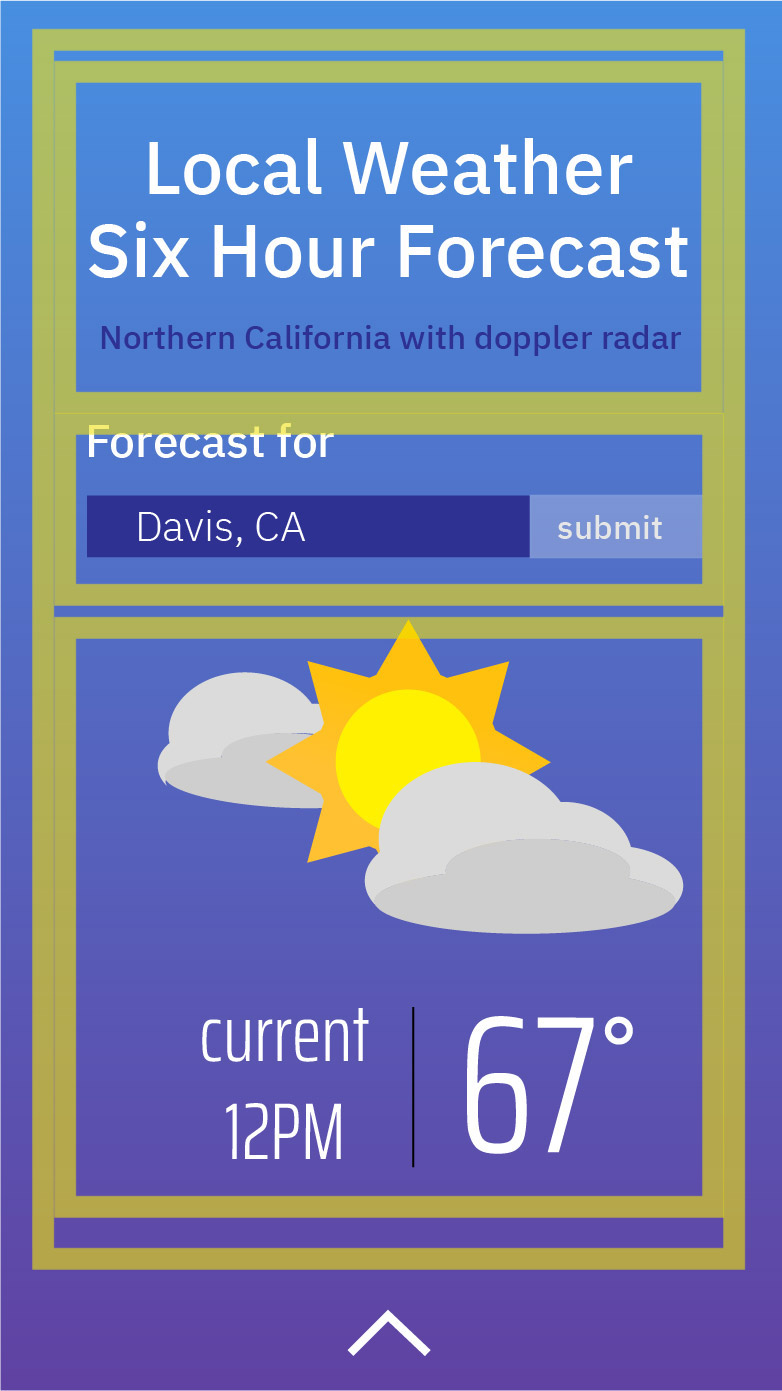 Local Weather
Six Hour Forecast
Northern California with doppler radar
Forecast for
Davis, CA
submit
current
12PM
67°